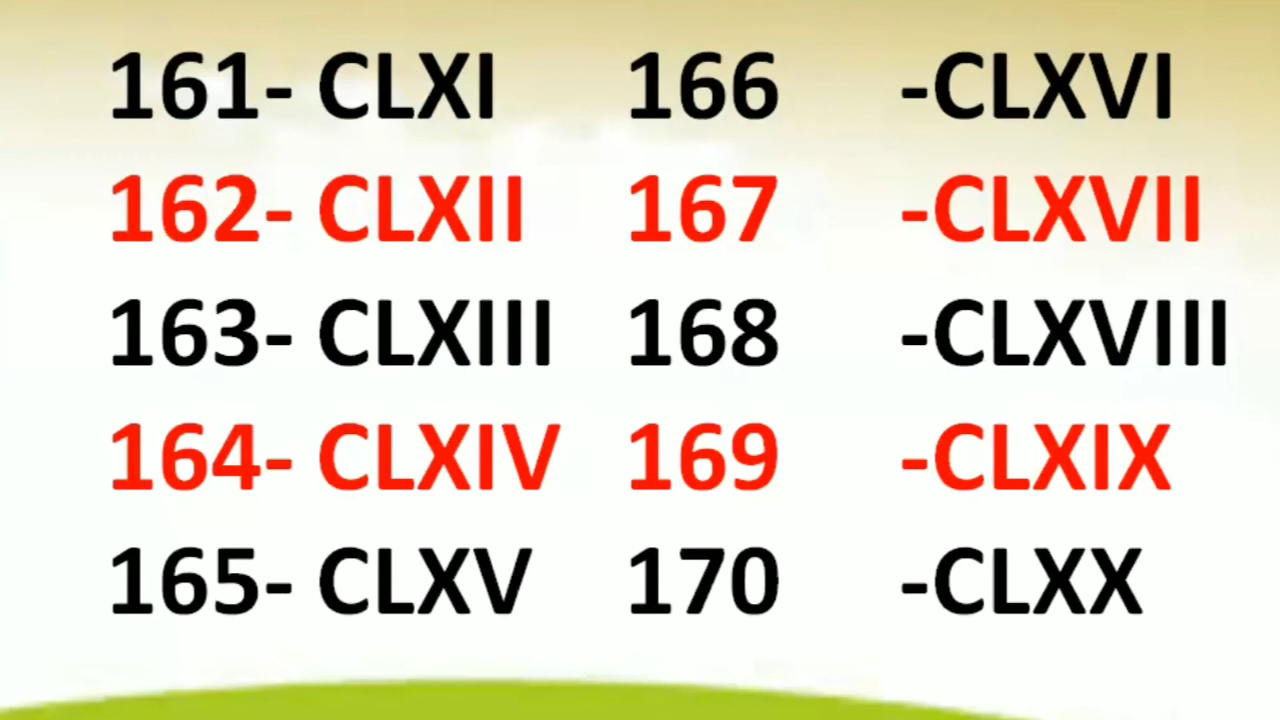 161- CLXI 166 -CLXVI
162- CLXII 167 -CLXVII
163- CLXIII 168 -CLXVIII
164- CLXIV 169 -CLXIX
165- CLXV 170 -CLXX